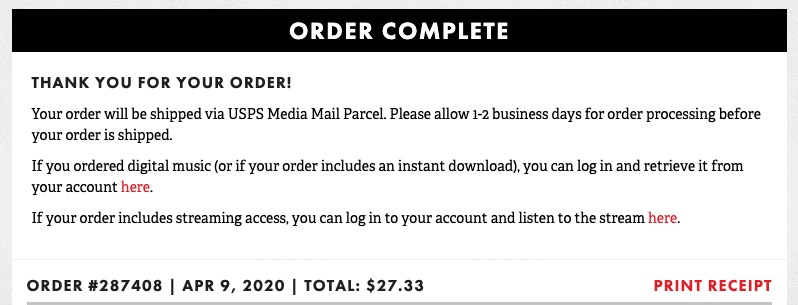 ORDER COMPLETE
THANK YOU FOR YOUR ORDER!
Your order will be shipped via USPS Media Mail Parcel. Please allow 1-2 business days for order processing before
your order is shipped.
If you ordered digital music (or if your order includes an instant download), you can log in and retrieve it from
your account here.
If your order includes streaming access, you can log in to your account and listen to the stream here.
ORDER #287408 | APR 9, 2020 | TOTAL: $27.33 PRINT RECEIPT